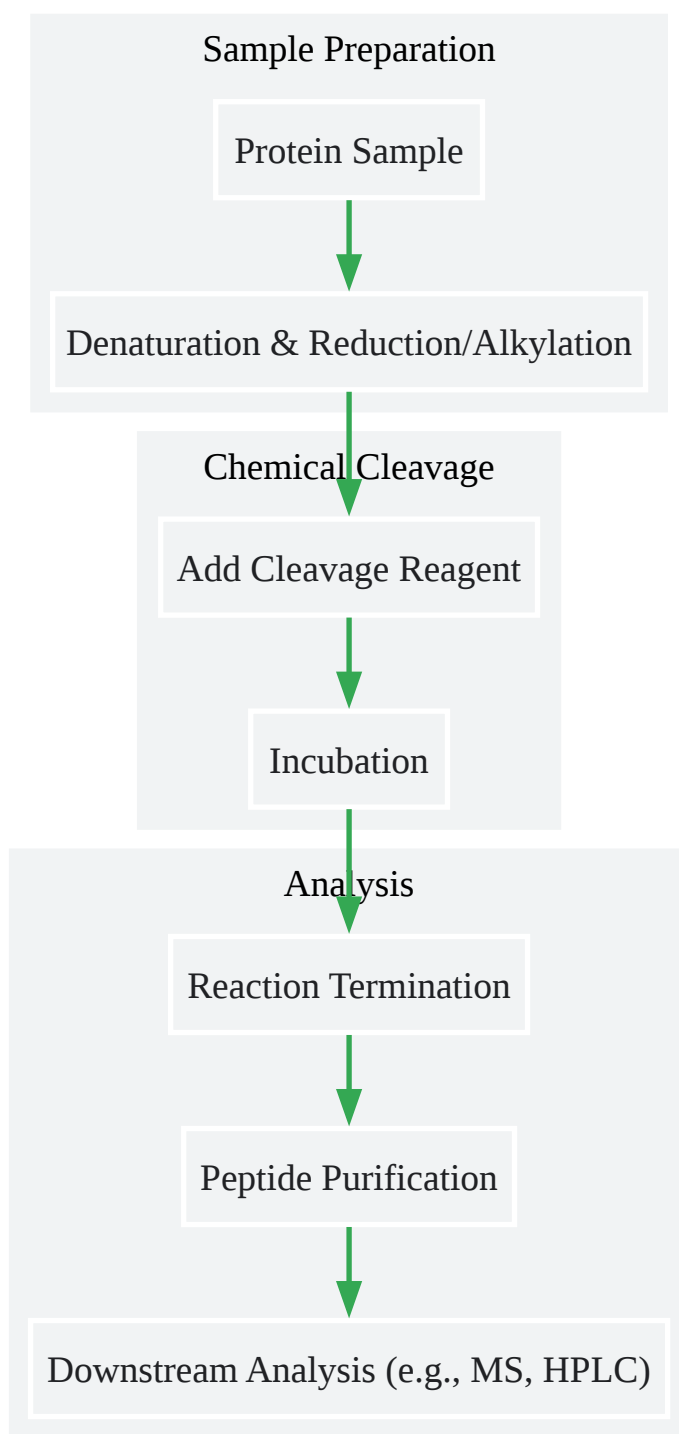 Sample Preparation
Protein Sample
Denaturation & Reduction/Alkylation
Chemical Cleavage
Add Cleavage Reagent
Incubation
Analysis
Reaction Termination
Peptide Purification
Downstream Analysis (e.g., MS, HPLC)